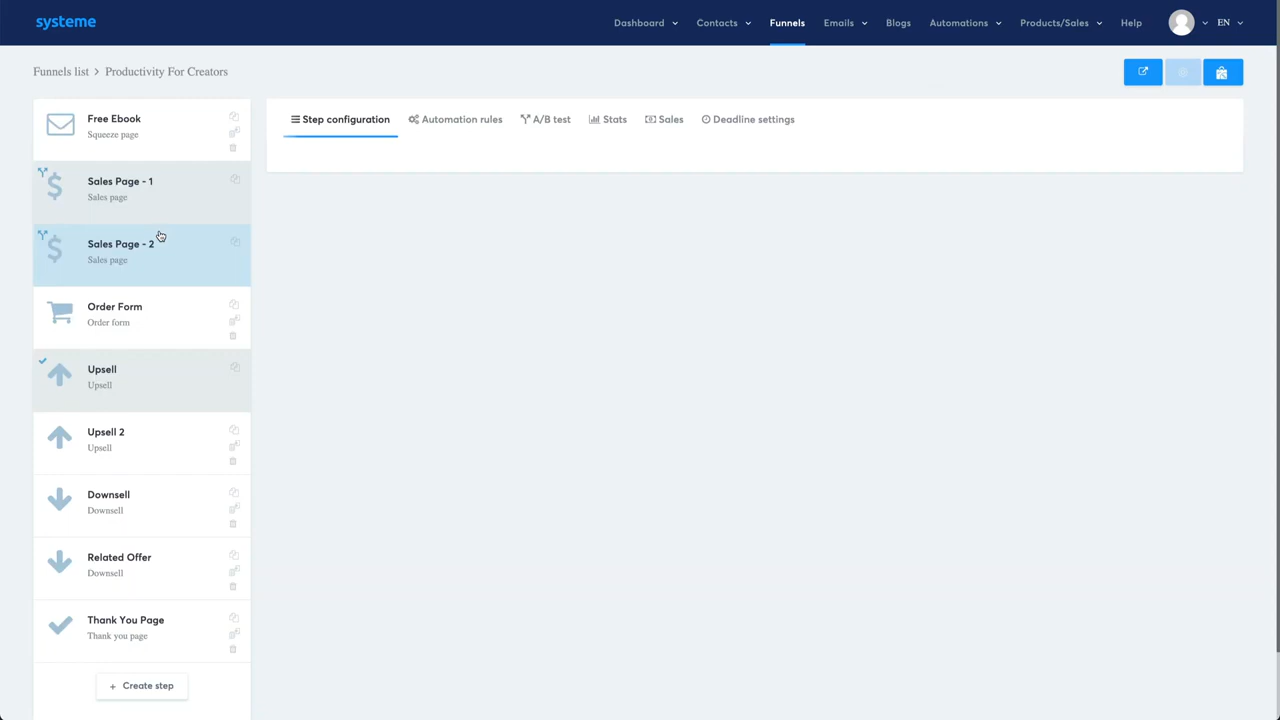 systeme
Dashboard
Contacts
Funnels
Emails
Blogs
Automations
Products/Sales
Help
EN
Funnels list > Productivity For Creators
Free Ebook
Squeeze page
Sales Page - 1
Sales page
Sales Page - 2
Sales page
Order Form
Order form
Upsell
Upsell
Upsell 2
Upsell
Downsell
Downsell
Related Offer
Downsell
Thank You Page
Thank you page
+ Create step
Step configuration
Automation rules
A/B test
Stats
Sales
Deadline settings